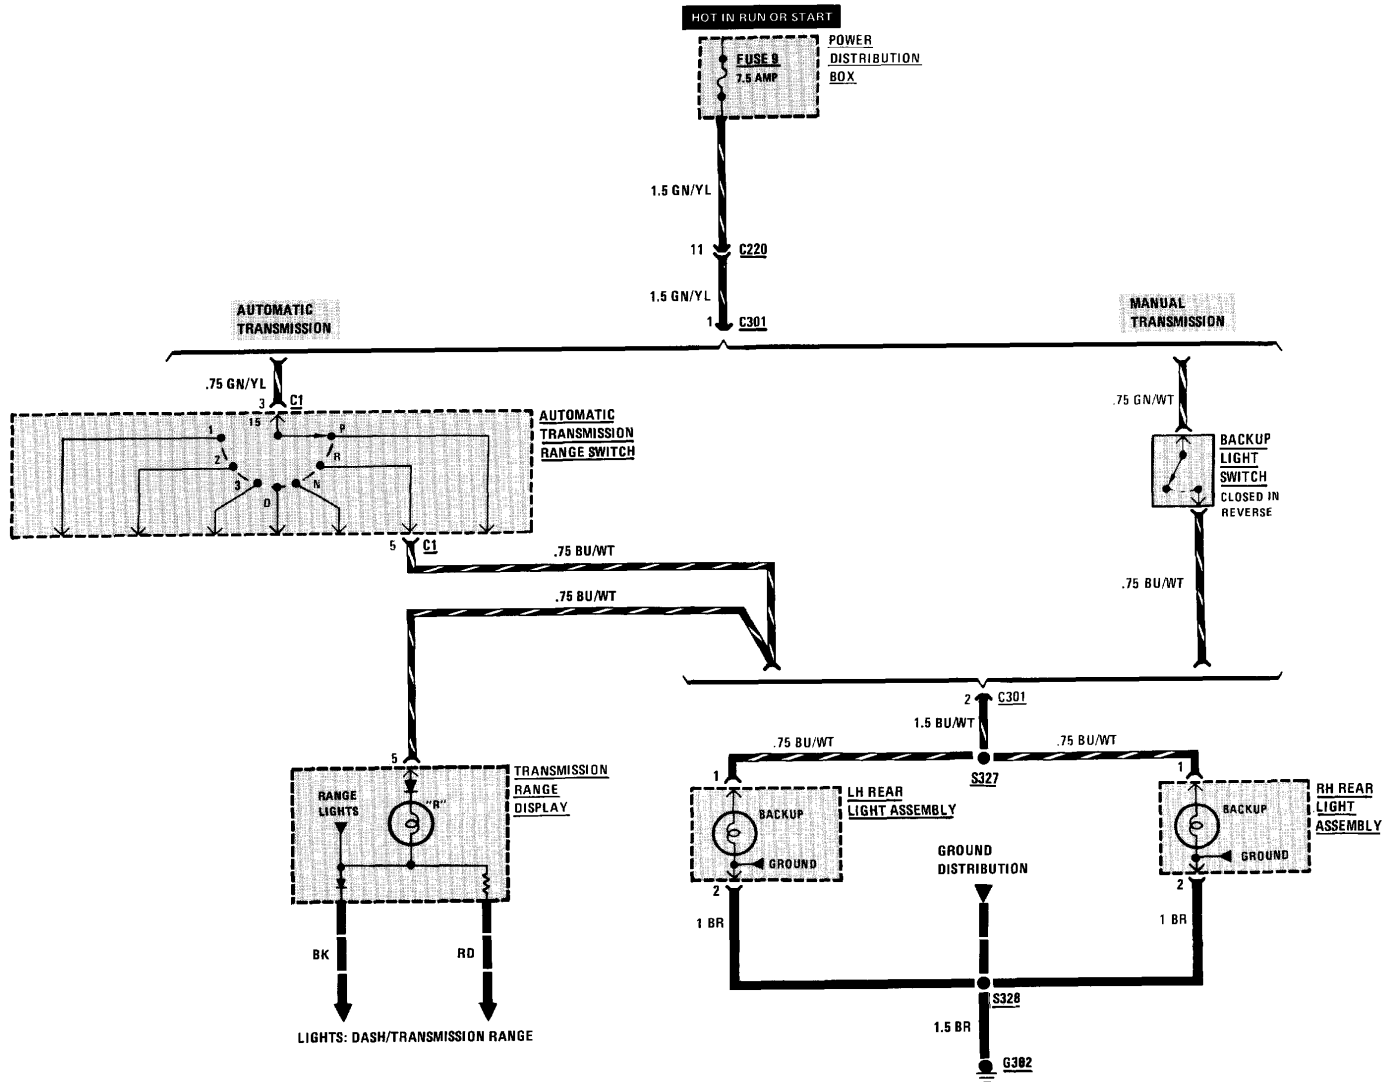 HOT IN RUN OR START
POWER
DISTRIBUTION
BOX
FUSE 9
7.5 AMP
1.5 GN/YL
11 C220
1.5 GN/YL
1 C301
AUTOMATIC
TRANSMISSION
MANUAL
TRANSMISSION
.75 GN/YL
3 C1
15
1
2
3
D
N
R
P
AUTOMATIC
TRANSMISSION
RANGE SWITCH
.75 GN/WT
BACKUP
LIGHT
SWITCH
CLOSED IN
REVERSE
5 C1
.75 BU/WT
.75 BU/WT
.75 BU/WT
2 C301
1.5 BU/WT
.75 BU/WT
.75 BU/WT
S327
5
TRANSMISSION
RANGE
DISPLAY
RANGE
LIGHTS
"R"
1
LH REAR
LIGHT ASSEMBLY
BACKUP
GROUND
2
1
RH REAR
LIGHT
ASSEMBLY
BACKUP
GROUND
2
GROUND
DISTRIBUTION
1 BR
1 BR
BK
RD
S328
1.5 BR
G302
LIGHTS: DASH/TRANSMISSION RANGE